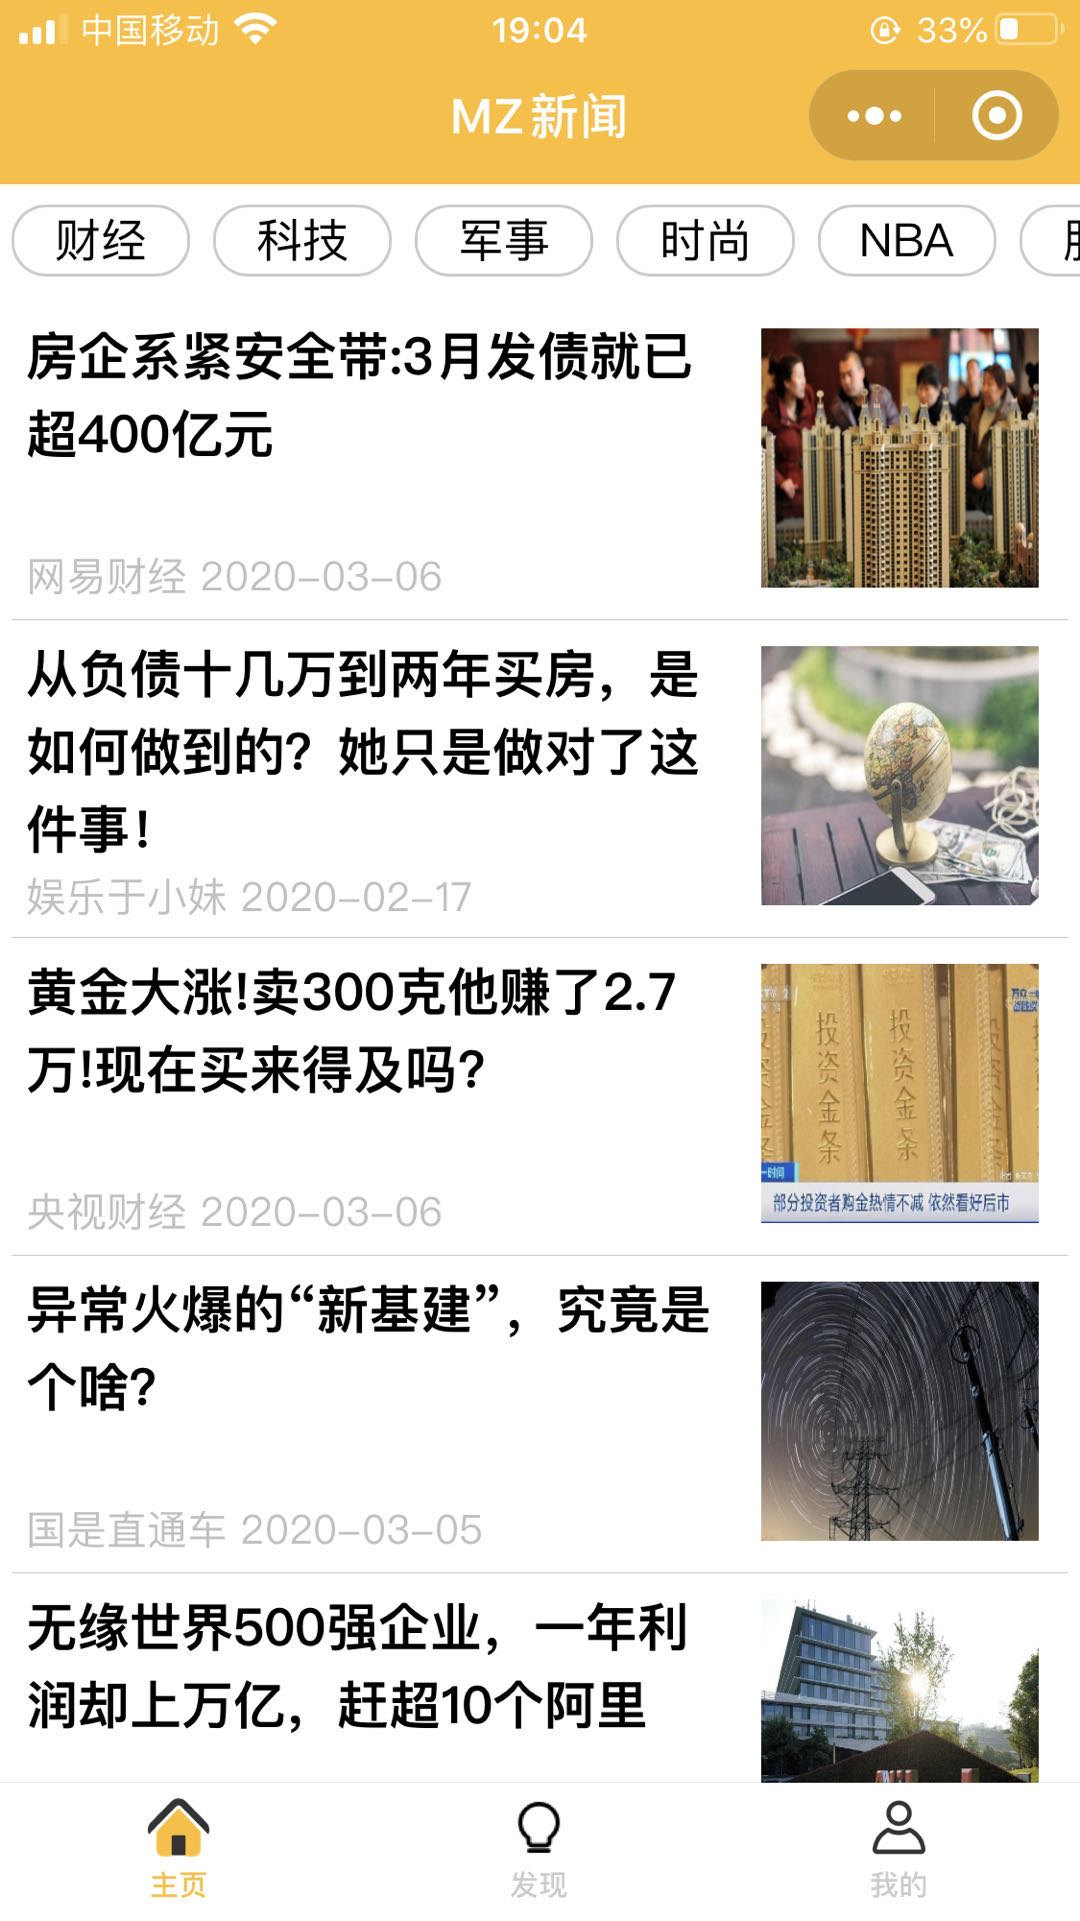 中国移动 19:04 33%
MZ新闻
财经 科技 军事 时尚 NBA
房企系紧安全带:3月发债就已
超400亿元
网易财经 2020-03-06
从负债十几万到两年买房，是
如何做到的？她只是做对了这
件事！
娱乐于小妹 2020-02-17
黄金大涨!卖300克他赚了2.7
万!现在买来得及吗?
投资金条
投资金条
一时间
部分投资者购金热情不减 依然看好后市
央视财经 2020-03-06
异常火爆的“新基建”，究竟是
个啥?
国是直通车 2020-03-05
无缘世界500强企业，一年利
润却上万亿，赶超10个阿里
主页 发现 我的